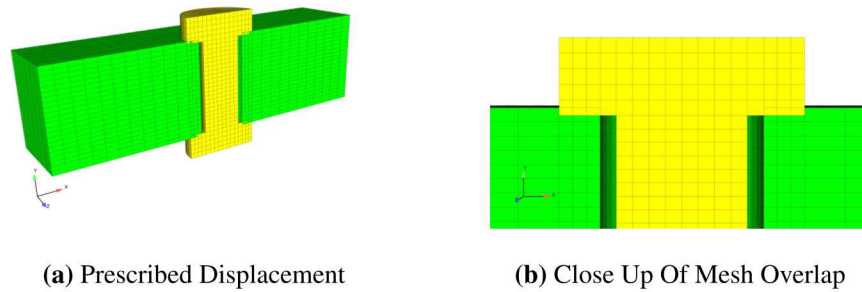 Y
X
Z
Y
X
Z
(a) Prescribed Displacement
(b) Close Up Of Mesh Overlap